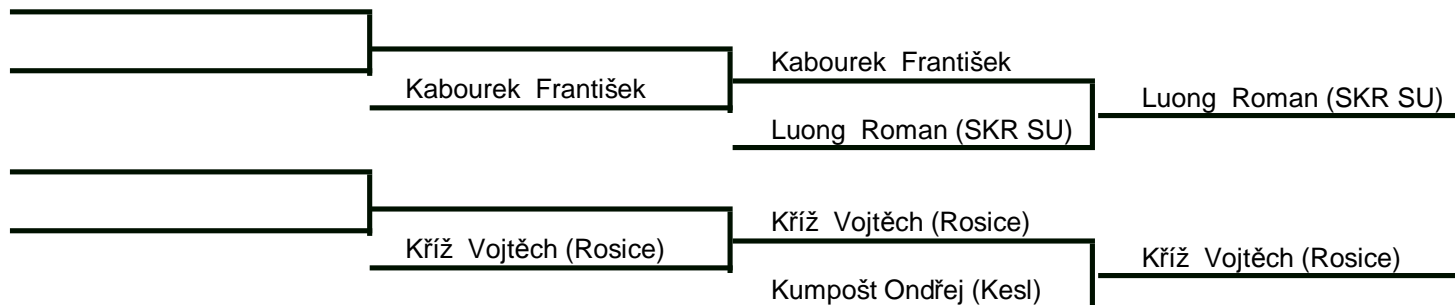 Kabourek  František
Kabourek  František
Luong  Roman (SKR SU)
Luong  Roman (SKR SU)
Kříž  Vojtěch (Rosice)
Kříž  Vojtěch (Rosice)
Kumpošt Ondřej (Kesl)
Kříž  Vojtěch (Rosice)